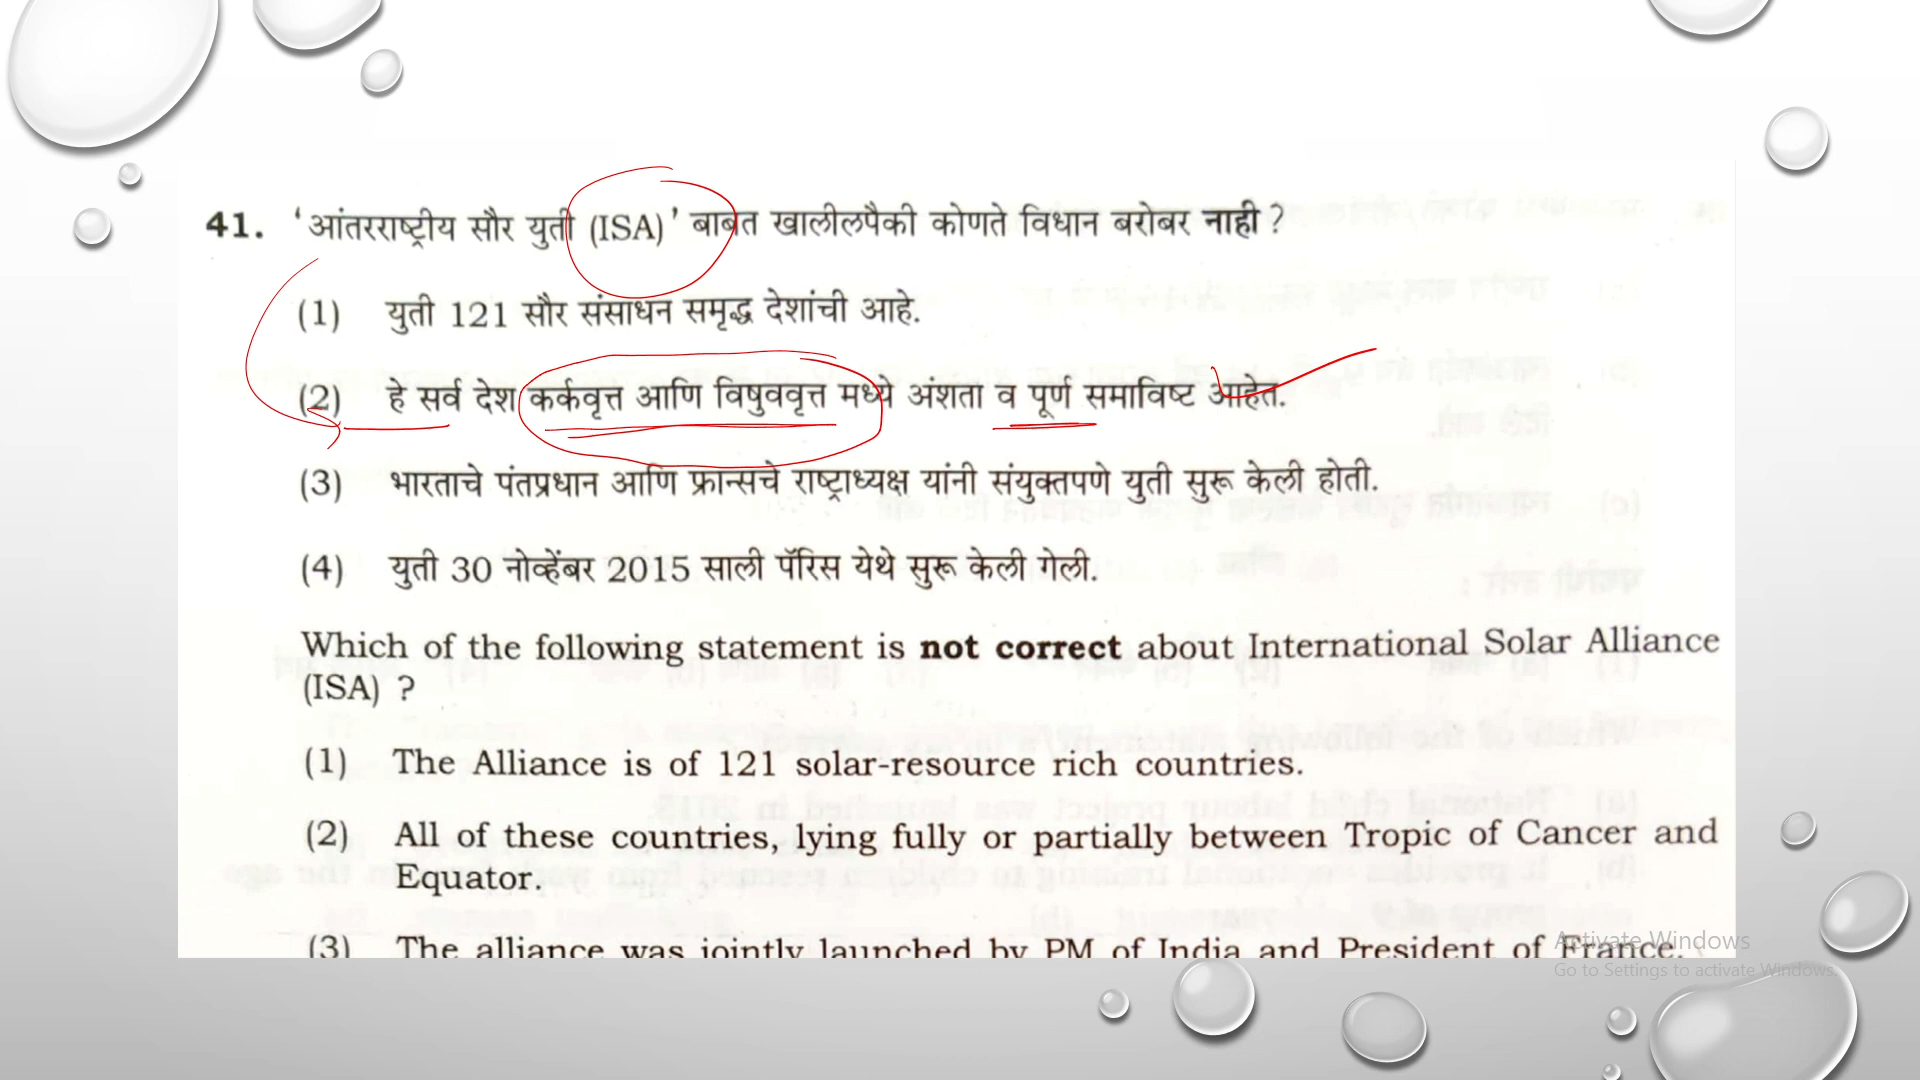 41. ‘आंतरराष्ट्रीय सौर युती (ISA)’ बाबत खालीलपैकी कोणते विधान बरोबर नाही ?
(1) युती 121 सौर संसाधन समृद्ध देशांची आहे.
(2) हे सर्व देश कर्कवृत्त आणि विषुववृत्त मध्ये अंशतः व पूर्ण समाविष्ट आहेत.
(3) भारताचे पंतप्रधान आणि फ्रान्सचे राष्ट्राध्यक्ष यांनी संयुक्तपणे युती सुरू केली होती.
(4) युती 30 नोव्हेंबर 2015 साली पॅरिस येथे सुरू केली गेली.
Which of the following statement is not correct about International Solar Alliance
(ISA) ?
(1) The Alliance is of 121 solar-resource rich countries.
(2) All of these countries, lying fully or partially between Tropic of Cancer and
Equator.
(3) The alliance was jointly launched by PM of India and President of France.
Activate Windows
Go to Settings to activate Windows.